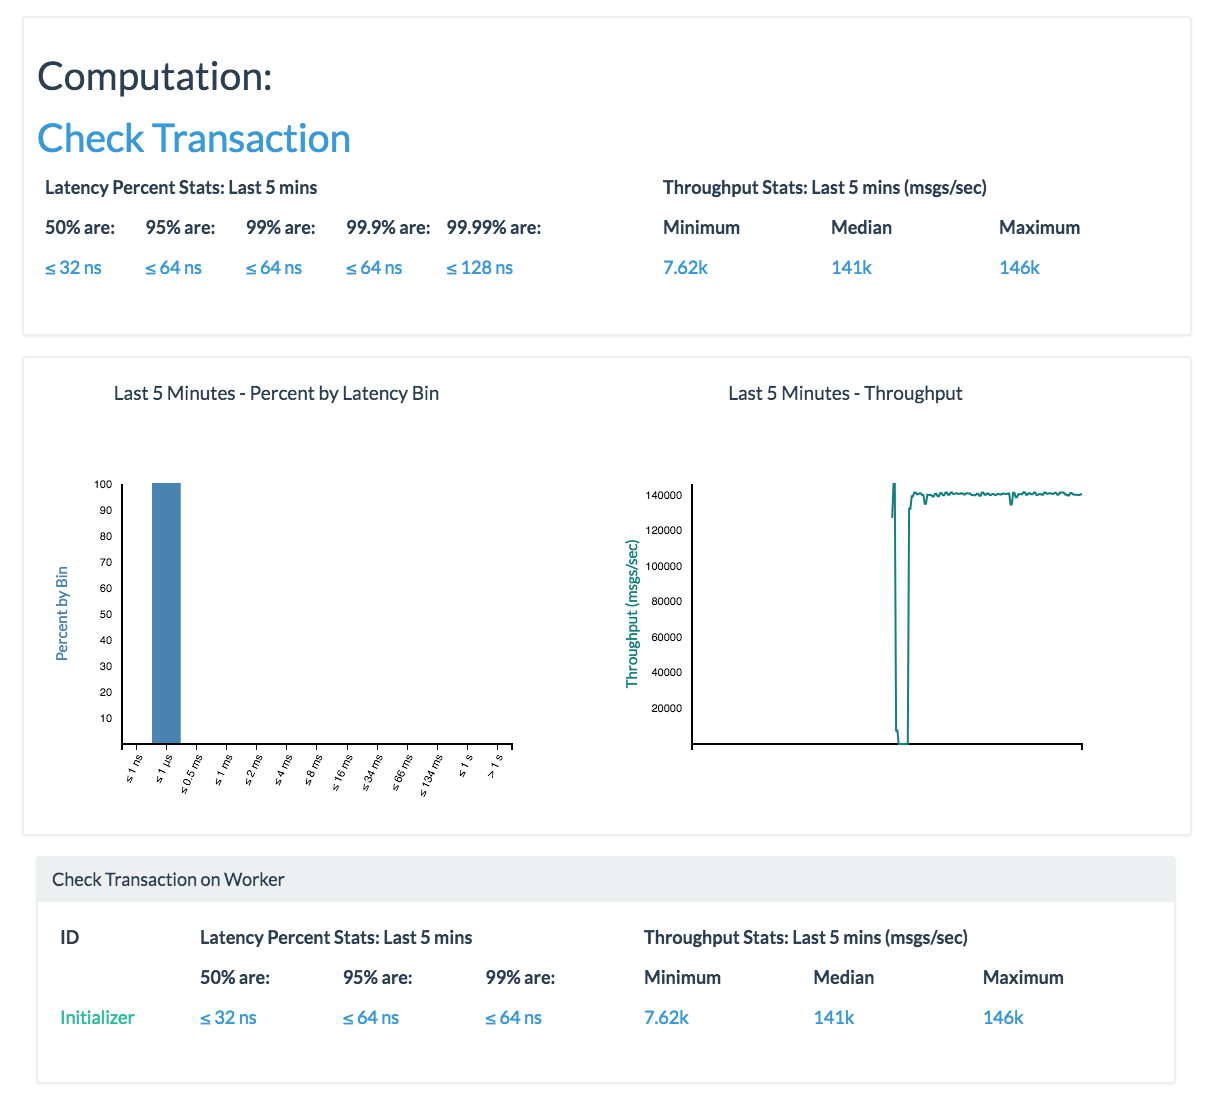 Computation:
Check Transaction
Latency Percent Stats: Last 5 mins
50% are: 95% are: 99% are: 99.9% are: 99.99% are:
≤ 32 ns ≤ 64 ns ≤ 64 ns ≤ 64 ns ≤ 128 ns
Throughput Stats: Last 5 mins (msgs/sec)
Minimum Median Maximum
7.62k 141k 146k
Last 5 Minutes - Percent by Latency Bin
Percent by Bin
100
90
80
70
60
50
40
30
20
10
≤ 1 ns ≤ 1 µs ≤ 0.5 ms ≤ 1 ms ≤ 2 ms ≤ 4 ms ≤ 8 ms ≤ 16 ms ≤ 34 ms ≤ 66 ms ≤ 134 ms ≤ 1 s > 1 s
Last 5 Minutes - Throughput
Throughput (msgs/sec)
140000
120000
100000
80000
60000
40000
20000
Check Transaction on Worker
ID Latency Percent Stats: Last 5 mins Throughput Stats: Last 5 mins (msgs/sec)
50% are: 95% are: 99% are: Minimum Median Maximum
Initializer ≤ 32 ns ≤ 64 ns ≤ 64 ns 7.62k 141k 146k